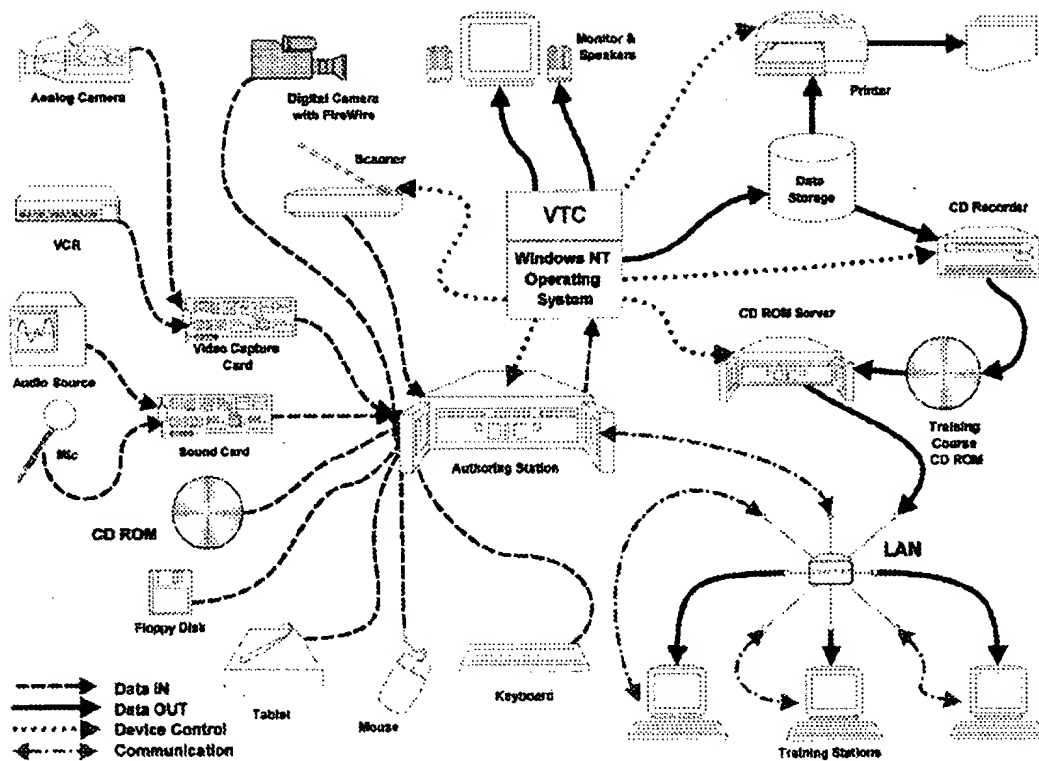 Analog Camera
Digital Camera
with FireWire
Monitor &
Speakers
Printer
Scanner
VTC
Windows NT
Operating
System
Data
Storage
CD Recorder
VCR
Video Capture
Card
CD ROM Server
Audio Source
Mic
Sound Card
Authoring Station
Training
Course
CD ROM
CD ROM
LAN
Floppy Disk
Tablet
Mouse
Keyboard
Training Stations
Data IN
Data OUT
Device Control
Communication